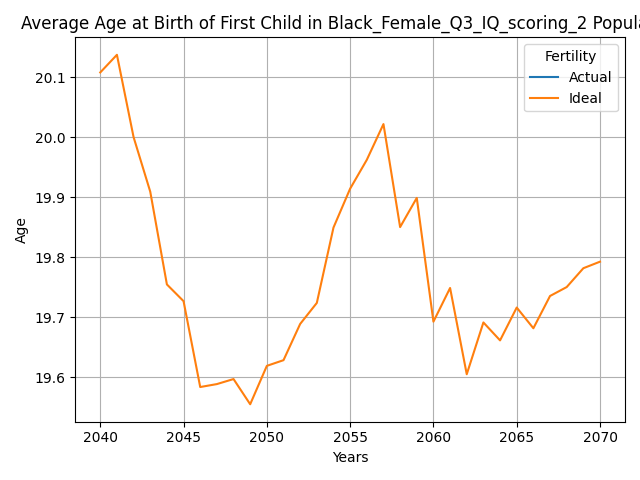 Average Age at Birth of First Child in Black_Female_Q3_IQ_scoring_2 Popula
Fertility
Actual
Ideal
20.1
20.0
19.9
19.8
19.7
19.6
Age
2040 2045 2050 2055 2060 2065 2070
Years